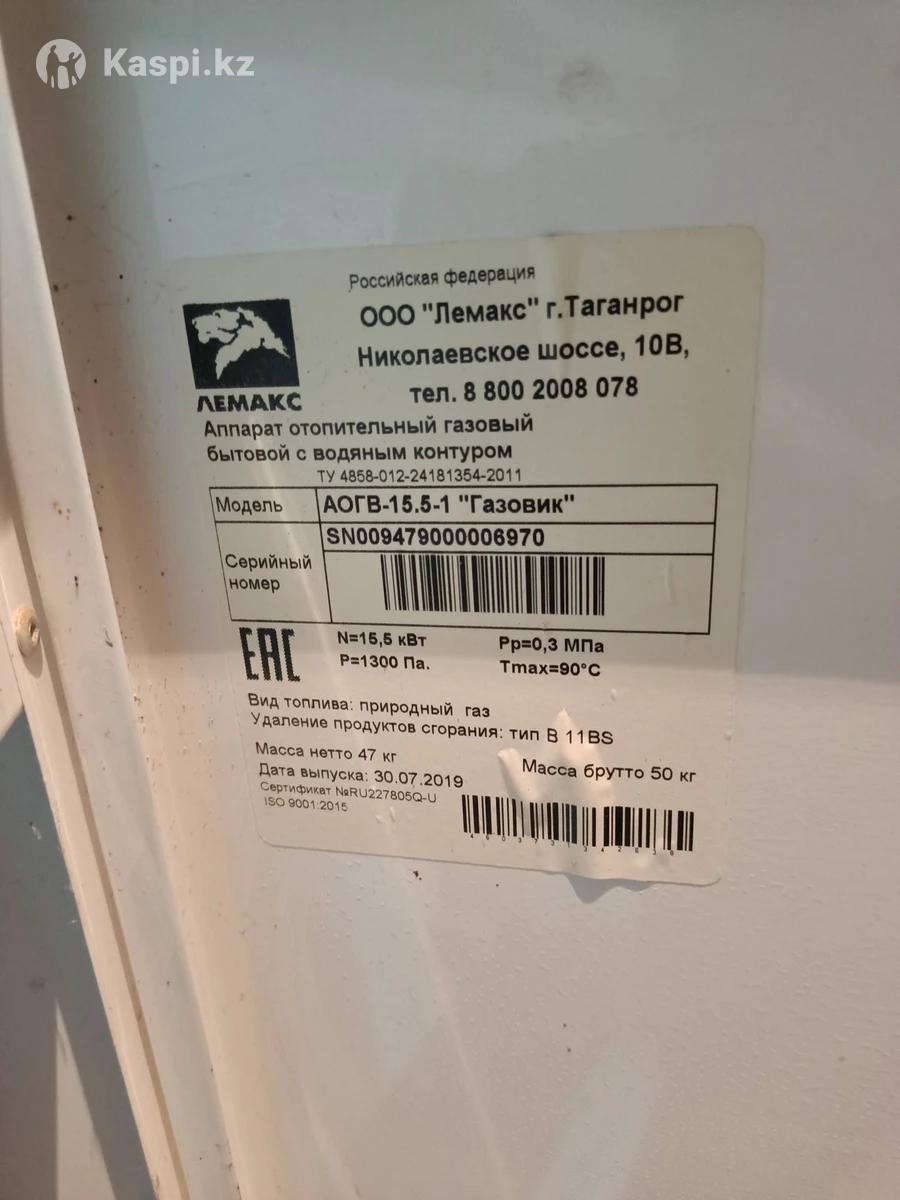 Kaspi.kz
Российская федерация
ООО "Лемакс" г.Таганрог
Николаевское шоссе, 10В,
тел. 8 800 2008 078
ЛЕМАКС
Аппарат отопительный газовый
бытовой с водяным контуром
ТУ 4858-012-24181354-2011
Модель АОГВ-15.5-1 "Газовик"
SN009479000006970
Серийный
номер
ЕАС
N=15,5 кВт Pp=0,3 МПа
P=1300 Па. Tmax=90°C
Вид топлива: природный газ
Удаление продуктов сгорания: тип В 11BS
Масса нетто 47 кг Масса брутто 50 кг
Дата выпуска: 30.07.2019
Сертификат №RU227805Q-U
ISO 9001:2015